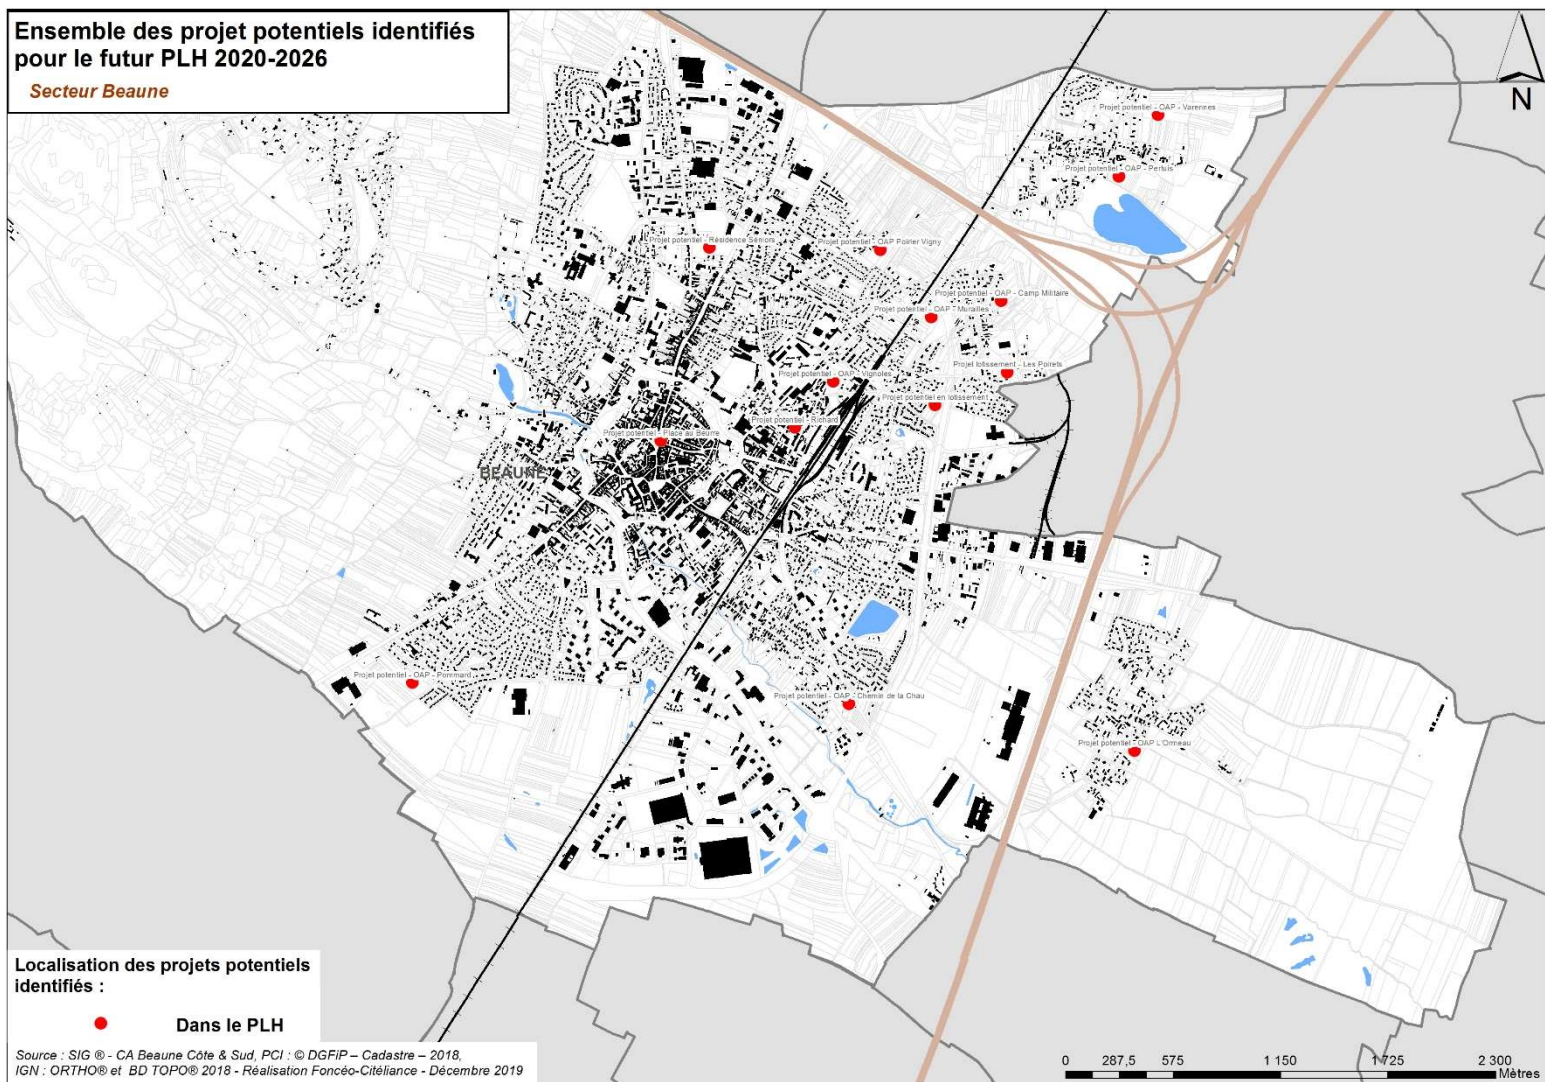 Ensemble des projet potentiels identifiés
pour le futur PLH 2020-2026
Secteur Beaune
N
Projet potentiel - OAP - Varennes
Projet potentiel - OAP - Pertuis
Projet potentiel - Résidence Séniors
Projet potentiel - OAP Poirier Vigny
Projet potentiel - OAP - Camp Militaire
Projet potentiel - OAP - Murailles
Projet lotissement - Les Porrets
Projet potentiel - OAP - Vignoles
Projet potentiel en lotissement
Projet potentiel - Richard
Projet potentiel - Place au Beurre
BEAUNE
Projet potentiel - OAP - Pommard
Projet potentiel - OAP - Chemin de la Chau
Projet potentiel - OAP L'Ormeau
Localisation des projets potentiels
identifiés :
Dans le PLH
Source : SIG ® - CA Beaune Côte & Sud, PCI : © DGFiP – Cadastre – 2018,
IGN : ORTHO® et BD TOPO® 2018 - Réalisation Foncéo-Citéliance - Décembre 2019
0 287,5 575 1 150 1 725 2 300
Mètres